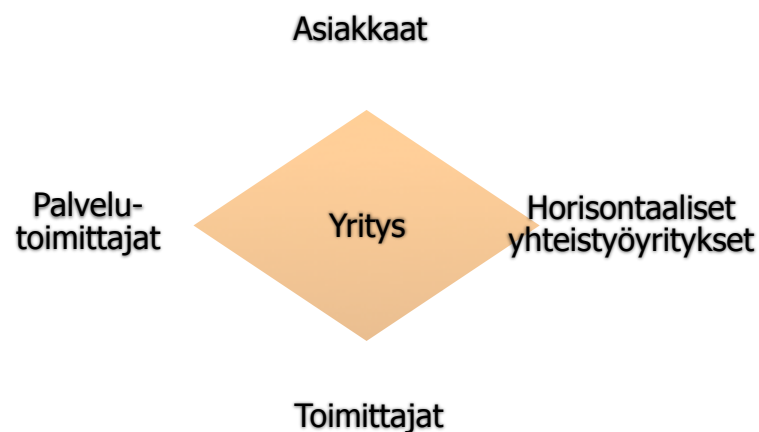 Asiakkaat
Palvelu-
toimittajat
Yritys
Horisontaaliset
yhteistyöyritykset
Toimittajat